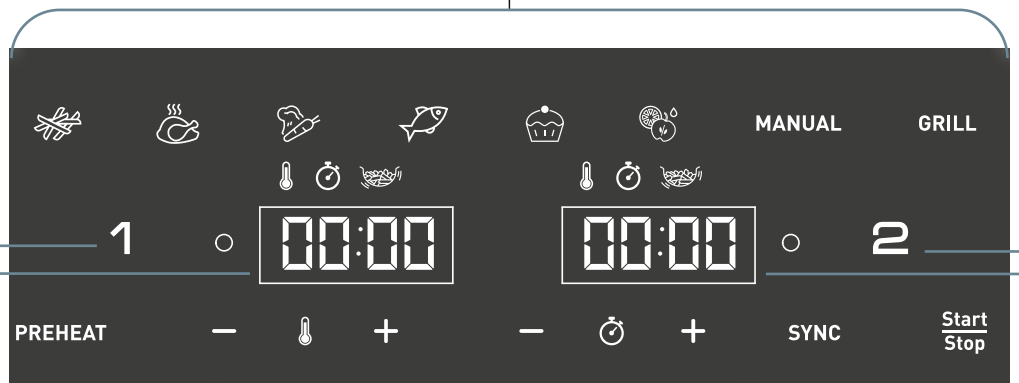 MANUAL GRILL
1 00:00 00:00 2
PREHEAT − + − + SYNC Start
Stop